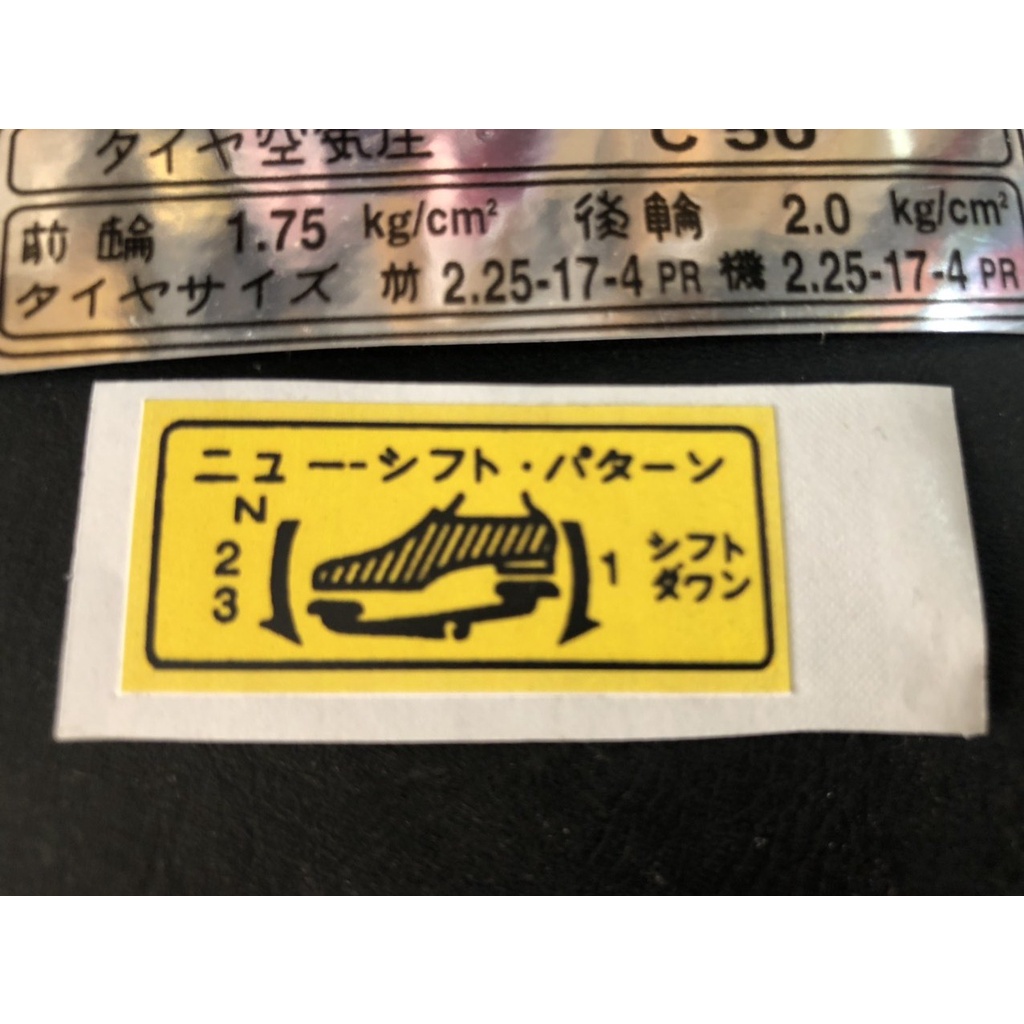 タイヤ空気圧 C 50
前 輪 1.75 kg/cm² 後 輪 2.0 kg/cm²
タイヤサイズ 前 2.25-17-4 PR 2.25-17-4 PR
ニュー-シフト・パターン
N
2
3
1
シフト
ダウン